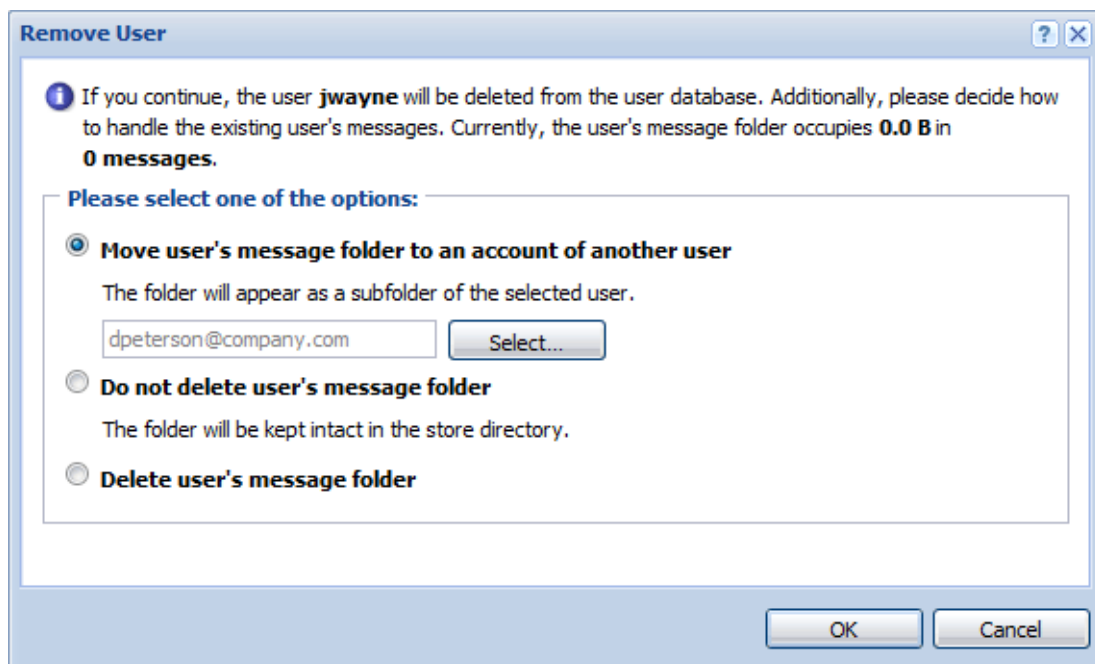 Remove User
If you continue, the user jwayne will be deleted from the user database. Additionally, please decide how
to handle the existing user's messages. Currently, the user's message folder occupies 0.0 B in
0 messages.
Please select one of the options:
Move user's message folder to an account of another user
The folder will appear as a subfolder of the selected user.
dpeterson@company.com Select...
Do not delete user's message folder
The folder will be kept intact in the store directory.
Delete user's message folder
OK Cancel